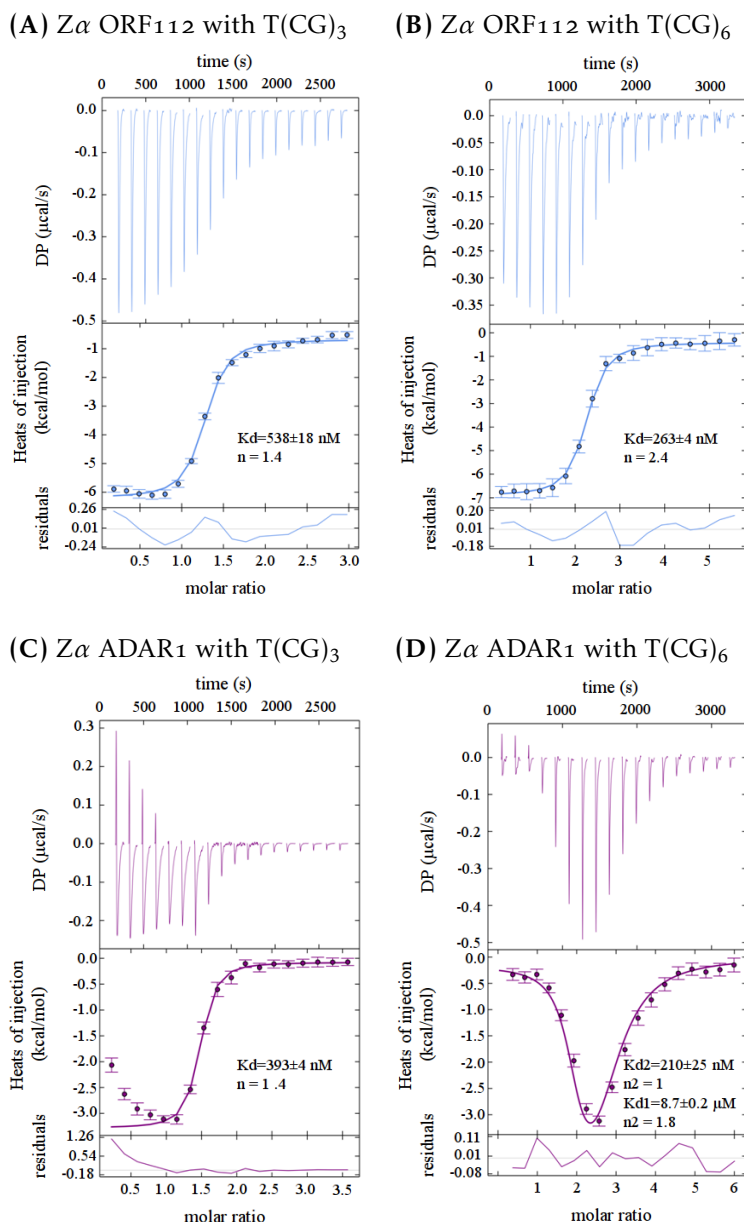 (A) Zα ORF112 with T(CG)3
time (s)
0 500 1000 1500 2000 2500
0.0
-0.1
-0.2
-0.3
-0.4
-0.5
DP (µcal/s)
-1
-2
-3
-4
-5
-6
Heats of injection
(kcal/mol)
Kd=538±18 nM
n = 1.4
0.26
0.01
-0.24
residuals
0.5 1.0 1.5 2.0 2.5 3.0
molar ratio
(B) Zα ORF112 with T(CG)6
time (s)
0 1000 2000 3000
0.0
-0.05
-0.10
-0.15
-0.20
-0.25
-0.30
-0.35
DP (µcal/s)
0
-1
-2
-3
-4
-5
-6
-7
Heats of injection
(kcal/mol)
Kd=263±4 nM
n = 2.4
0.20
0.01
-0.18
residuals
1 2 3 4 5
molar ratio
(C) Zα ADAR1 with T(CG)3
time (s)
0 500 1000 1500 2000 2500
0.3
0.2
0.1
0.0
-0.1
-0.2
DP (µcal/s)
0.0
-0.5
-1.0
-1.5
-2.0
-2.5
-3.0
Heats of injection
(kcal/mol)
Kd=393±4 nM
n = 1 .4
1.26
0.54
-0.18
residuals
0.5 1.0 1.5 2.0 2.5 3.0 3.5
molar ratio
(D) Zα ADAR1 with T(CG)6
time (s)
0 1000 2000 3000
0.0
-0.1
-0.2
-0.3
-0.4
-0.5
DP (µcal/s)
0.0
-0.5
-1.0
-1.5
-2.0
-2.5
-3.0
Heats of injection
(kcal/mol)
Kd2=210±25 nM
n2 = 1
Kd1=8.7±0.2 µM
n2 = 1.8
0.11
0.01
-0.08
residuals
1 2 3 4 5 6
molar ratio